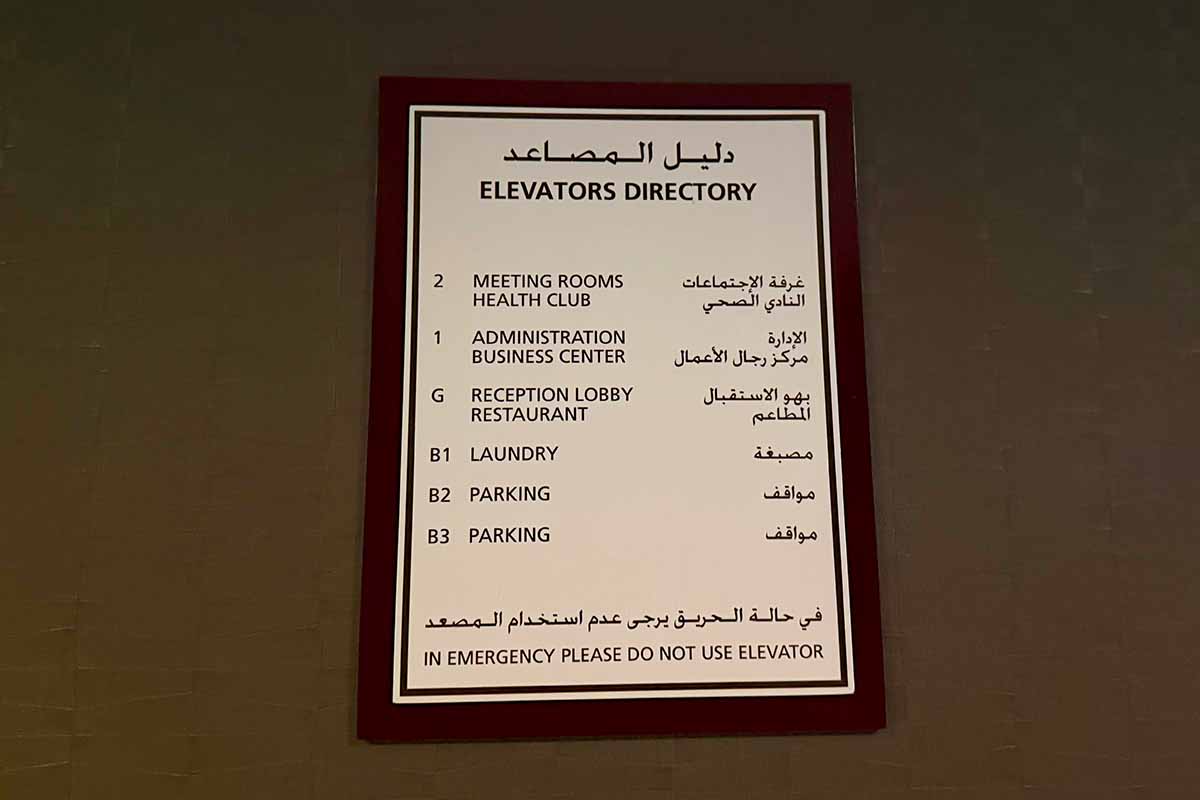 دليل المصاعد
ELEVATORS DIRECTORY
2 MEETING ROOMS غرفة الإجتماعات
HEALTH CLUB النادي الصحي
1 ADMINISTRATION الإدارة
BUSINESS CENTER مركز رجال الأعمال
G RECEPTION LOBBY بهو الاستقبال
RESTAURANT المطاعم
B1 LAUNDRY مصبغة
B2 PARKING مواقف
B3 PARKING مواقف
في حالة الحريق يرجى عدم استخدام المصعد
IN EMERGENCY PLEASE DO NOT USE ELEVATOR